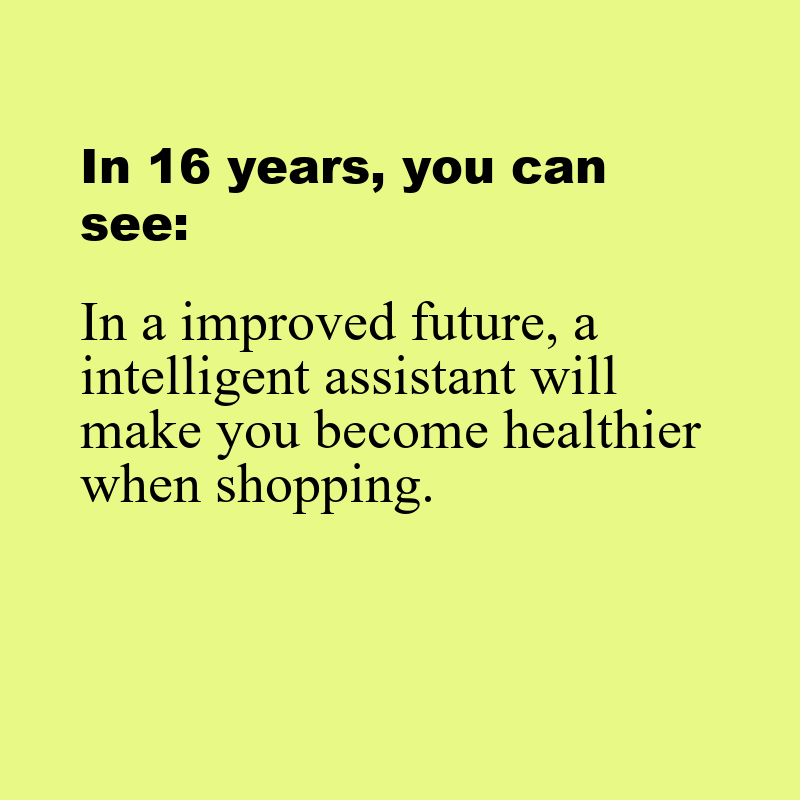 In 16 years, you can
see:
In a improved future, a
intelligent assistant will
make you become healthier
when shopping.